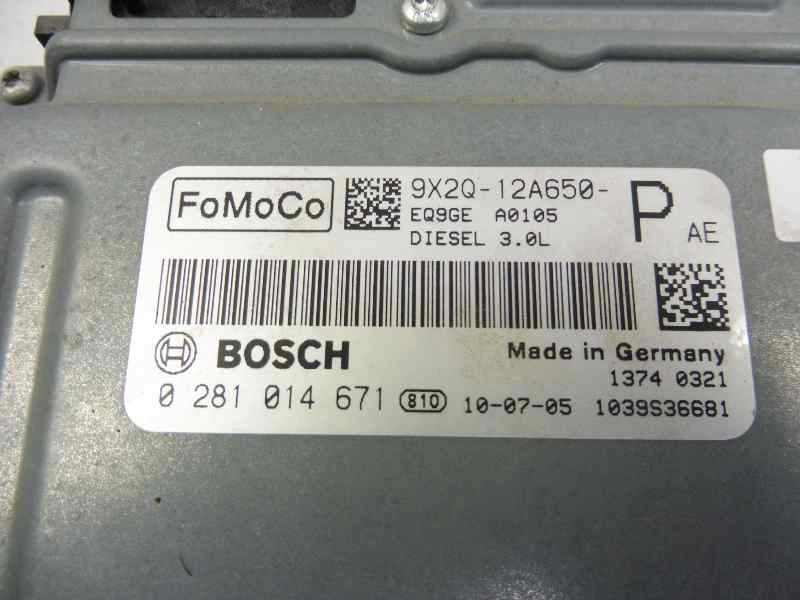 FoMoCo
9X2Q-12A650- P AE
EQ9GE A0105
DIESEL 3.0L
BOSCH Made in Germany
1374 0321
0 281 014 671 810 10-07-05 1039S36681